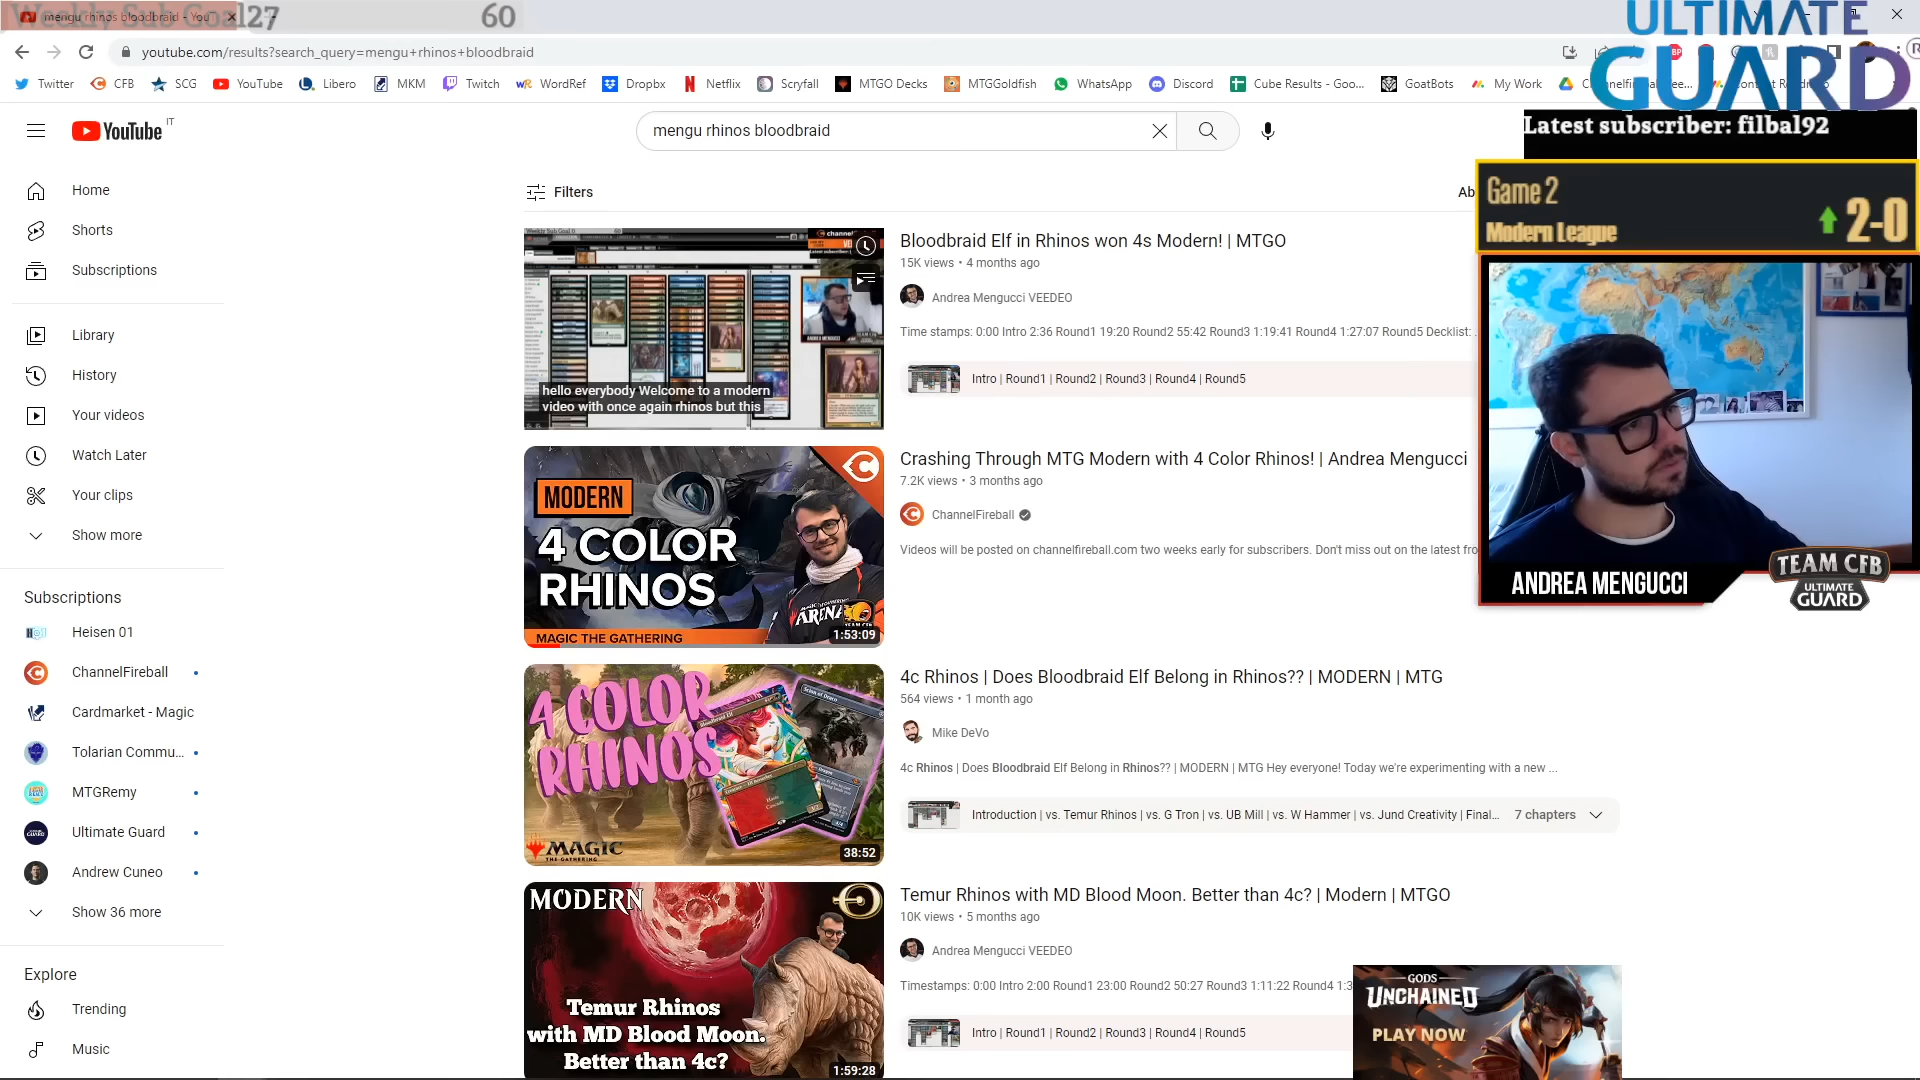 Weekly Sub Goal 27
60
mengu rhinos bloodbraid - You
youtube.com/results?search_query=mengu+rhinos+bloodbraid
Twitter
CFB
SCG
YouTube
Libero
MKM
Twitch
WordRef
Dropbx
Netflix
Scryfall
MTGO Decks
MTGGoldfish
WhatsApp
Discord
Cube Results - Goo...
GoatBots
My Work
ULTIMATE
GUARD
YouTube IT
mengu rhinos bloodbraid
Latest subscriber: filbal92
Home
Shorts
Subscriptions
Library
History
Your videos
Watch Later
Your clips
Show more
Subscriptions
Heisen 01
ChannelFireball
Cardmarket - Magic
Tolarian Commu...
MTGRemy
Ultimate Guard
Andrew Cuneo
Show 36 more
Explore
Trending
Music
Filters
Ab
Game 2
Modern League
2-0
hello everybody Welcome to a modern
video with once again rhinos but this
Bloodbraid Elf in Rhinos won 4s Modern! | MTGO
15K views • 4 months ago
Andrea Mengucci VEEDEO
Time stamps: 0:00 Intro 2:36 Round1 19:20 Round2 55:42 Round3 1:19:41 Round4 1:27:07 Round5 Decklist:
Intro | Round1 | Round2 | Round3 | Round4 | Round5
MODERN
4 COLOR
RHINOS
ARENA
MAGIC THE GATHERING
1:53:09
Crashing Through MTG Modern with 4 Color Rhinos! | Andrea Mengucci
7.2K views • 3 months ago
ChannelFireball
Videos will be posted on channelfireball.com two weeks early for subscribers. Don't miss out on the latest fro
ANDREA MENGUCCI
TEAM CFB
ULTIMATE
GUARD
4 COLOR
RHINOS
Bloodbraid Elf
MAGIC
THE GATHERING
38:52
4c Rhinos | Does Bloodbraid Elf Belong in Rhinos?? | MODERN | MTG
564 views • 1 month ago
Mike DeVo
4c Rhinos | Does Bloodbraid Elf Belong in Rhinos?? | MODERN | MTG Hey everyone! Today we're experimenting with a new ...
Introduction | vs. Temur Rhinos | vs. G Tron | vs. UB Mill | vs. W Hammer | vs. Jund Creativity | Final...
7 chapters
MODERN
Temur Rhinos
with MD Blood Moon.
Better than 4c?
1:59:28
Temur Rhinos with MD Blood Moon. Better than 4c? | Modern | MTGO
10K views • 5 months ago
Andrea Mengucci VEEDEO
Timestamps: 0:00 Intro 2:00 Round1 23:00 Round2 50:27 Round3 1:11:22 Round4 1:3
Intro | Round1 | Round2 | Round3 | Round4 | Round5
GODS
UNCHAINED
PLAY NOW